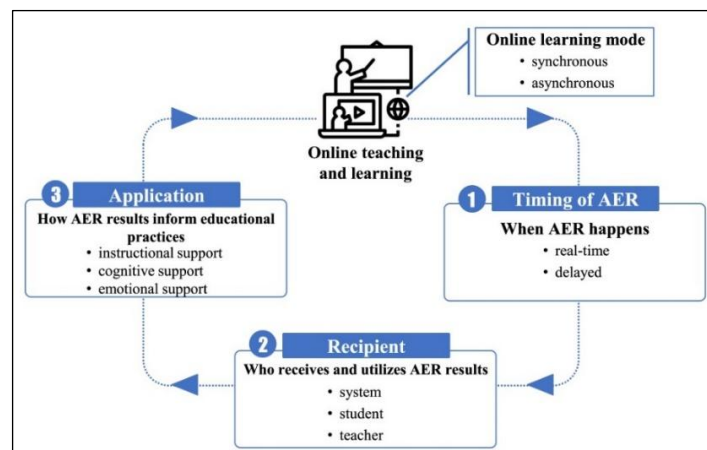 Online learning mode
• synchronous
• asynchronous
Online teaching
and learning
3 Application
How AER results inform educational
practices
• instructional support
• cognitive support
• emotional support
1 Timing of AER
When AER happens
• real-time
• delayed
2 Recipient
Who receives and utilizes AER results
• system
• student
• teacher